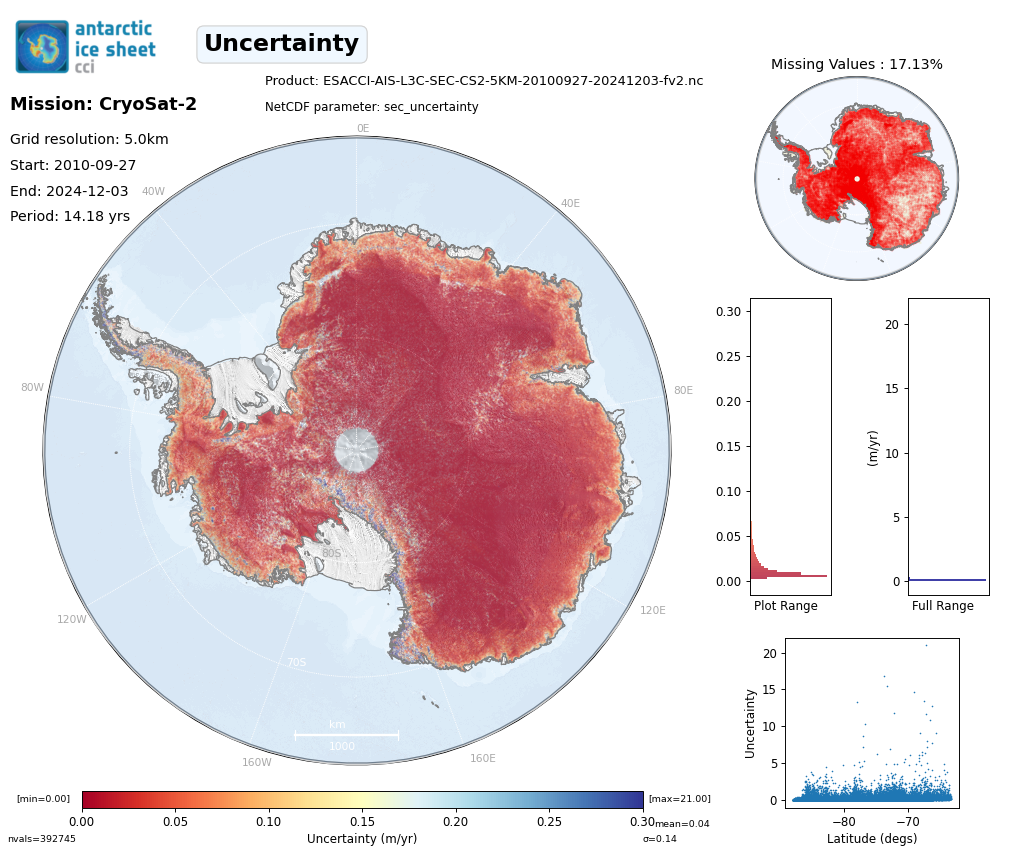 antarctic
ice sheet
cci
Uncertainty
Product: ESACCI-AIS-L3C-SEC-CS2-5KM-20100927-20241203-fv2.nc
NetCDF parameter: sec_uncertainty
Mission: CryoSat-2
Grid resolution: 5.0km
Start: 2010-09-27
End: 2024-12-03
Period: 14.18 yrs
0E
40W
40E
80W
80E
80S
120W
120E
70S
km
1000
160W
160E
Missing Values : 17.13%
0.30
0.25
0.20
0.15
0.10
0.05
0.00
Plot Range
(m/yr)
20
15
10
5
0
Full Range
Uncertainty
20
15
10
5
0
−80
−70
Latitude (degs)
[min=0.00]
[max=21.00]
0.00
0.05
0.10
0.15
0.20
0.25
0.30
mean=0.04
nvals=392745
Uncertainty (m/yr)
σ=0.14